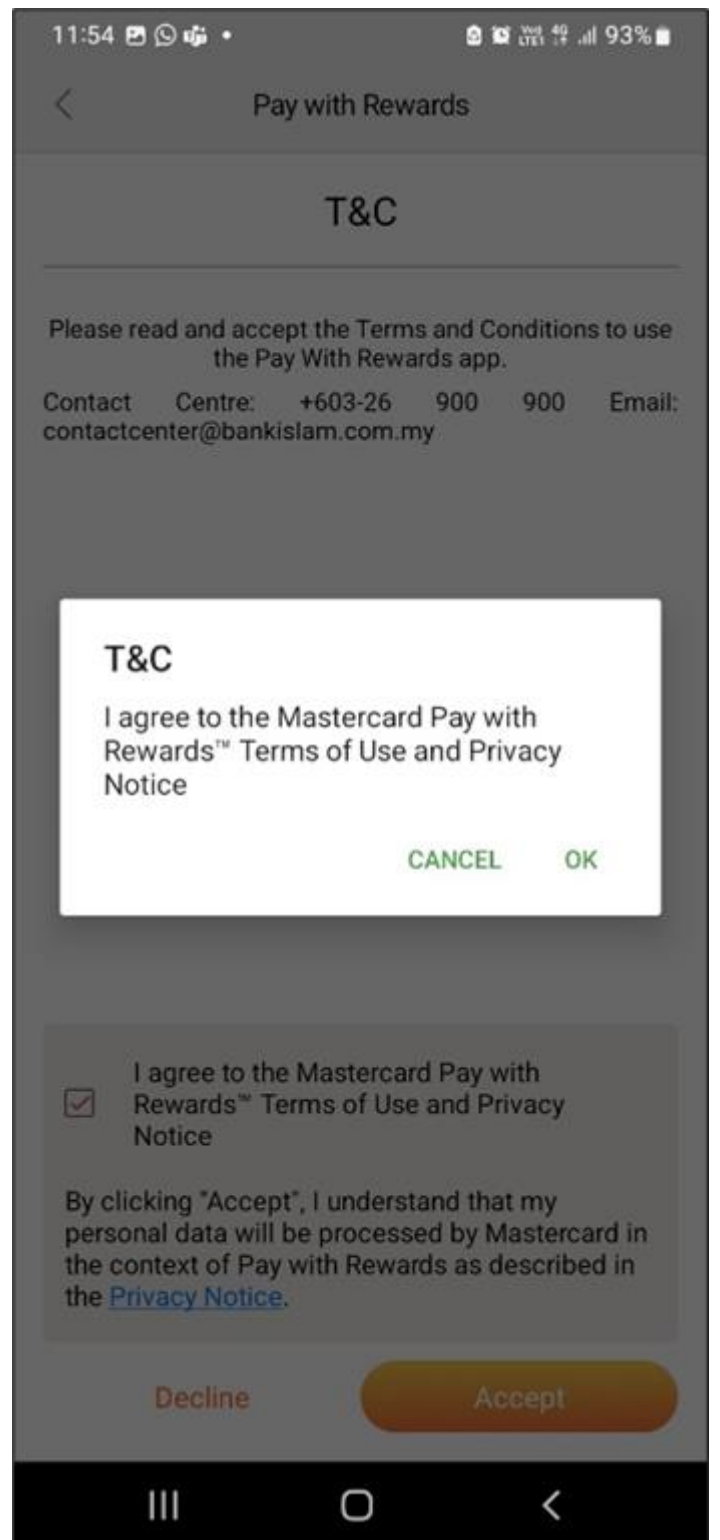 11:54
VoD LTE1 4G .ıll 93%
Pay with Rewards
T&C
Please read and accept the Terms and Conditions to use
the Pay With Rewards app.
Contact Centre: +603-26 900 900 Email:
contactcenter@bankislam.com.my
T&C
I agree to the Mastercard Pay with
Rewards™ Terms of Use and Privacy
Notice
CANCEL OK
I agree to the Mastercard Pay with
Rewards™ Terms of Use and Privacy
Notice
By clicking "Accept", I understand that my
personal data will be processed by Mastercard in
the context of Pay with Rewards as described in
the Privacy Notice.
Decline Accept